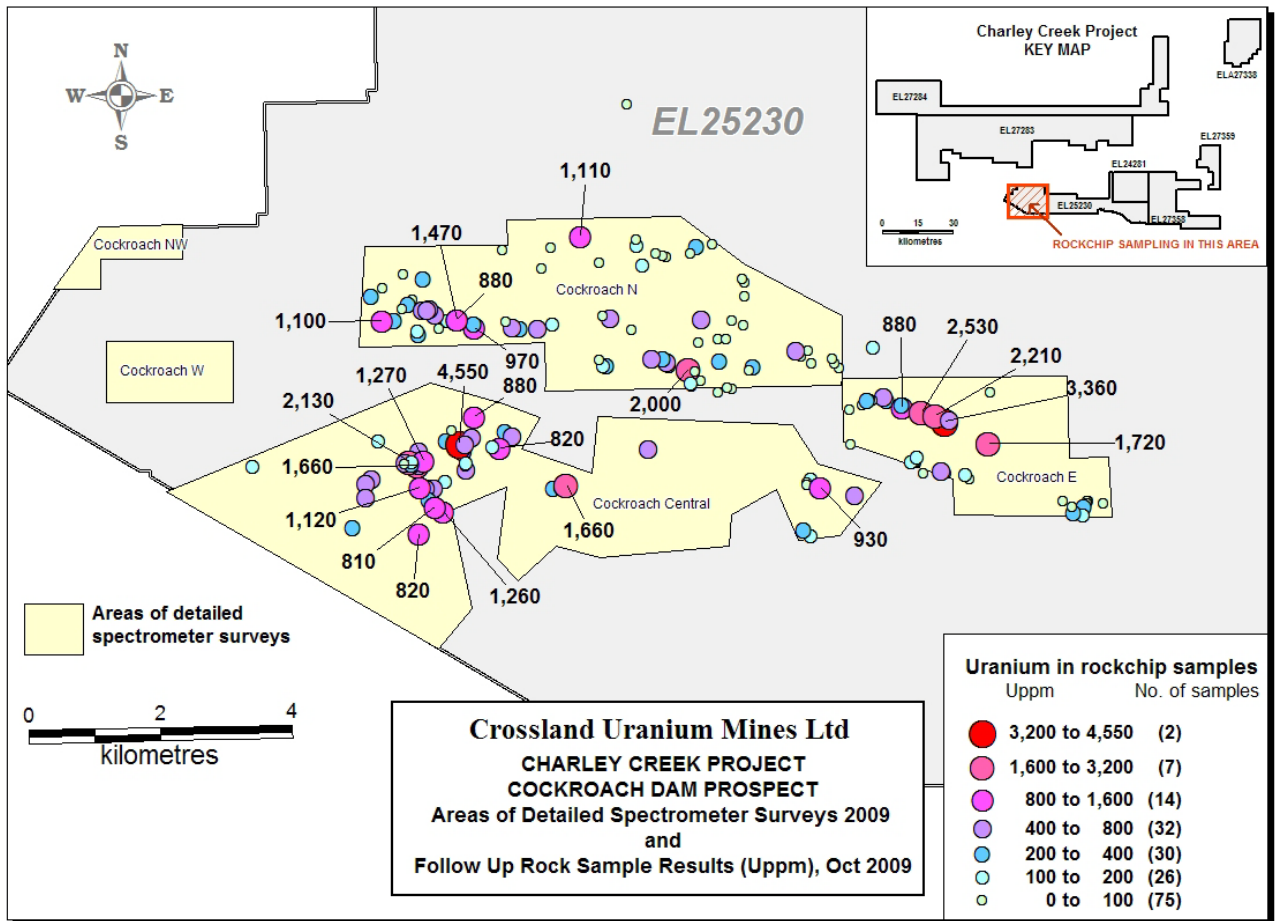 N
W E
S
EL25230
Charley Creek Project
KEY MAP
ELA27338
EL27284
EL27283
EL27359
EL24281
EL25230
EL27358
0 15 30
kilometres
ROCKCHIP SAMPLING IN THIS AREA
1,110
Cockroach NW
1,470
880
Cockroach N
1,100
970
880
2,530
2,210
3,360
Cockroach W
1,270
4,550
880
2,130
2,000
820
1,720
1,660
Cockroach E
Cockroach Central
1,120
1,660
930
810
820
1,260
Areas of detailed
spectrometer surveys
0 2 4
kilometres
Crossland Uranium Mines Ltd
CHARLEY CREEK PROJECT
COCKROACH DAM PROSPECT
Areas of Detailed Spectrometer Surveys 2009
and
Follow Up Rock Sample Results (Uppm), Oct 2009
Uranium in rockchip samples
Uppm No. of samples
3,200 to 4,550 (2)
1,600 to 3,200 (7)
800 to 1,600 (14)
400 to 800 (32)
200 to 400 (30)
100 to 200 (26)
0 to 100 (75)